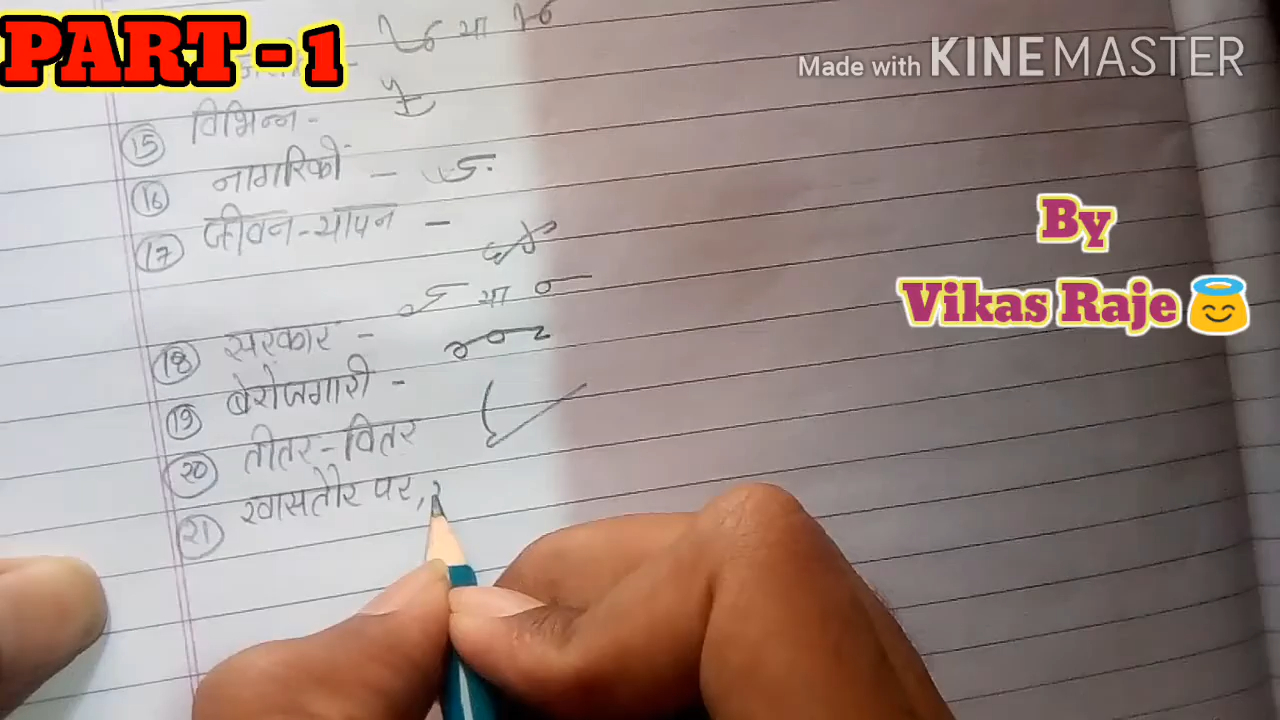 PART - 1
Made with KINEMASTER
या
15 विभिन्न -
16 नागरिकों -
17 जीवन-यापन -
या
18 सरकार -
19 बेरोजगारी -
20 तीतर-वितर
21 खासतौर पर,
By
Vikas Raje